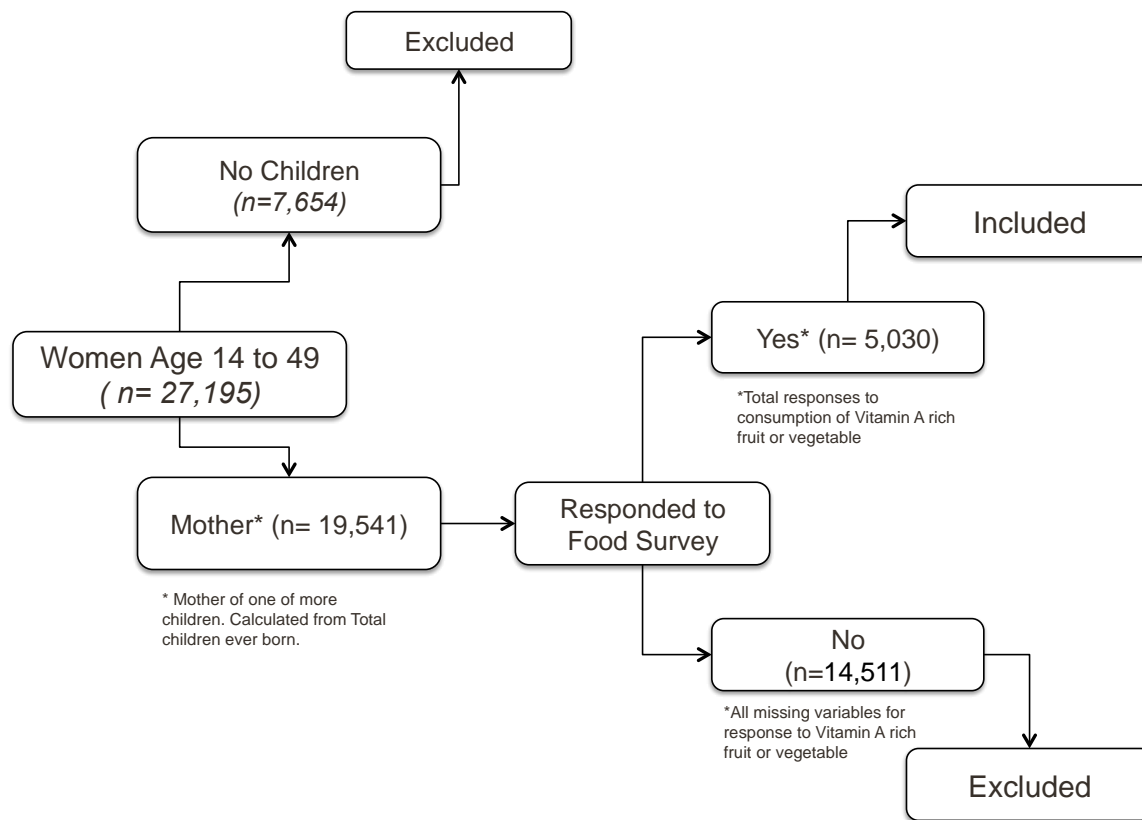 Excluded
No Children
(n=7,654)
Included
Women Age 14 to 49
( n= 27,195)
Yes* (n= 5,030)
*Total responses to
consumption of Vitamin A rich
fruit or vegetable
Mother* (n= 19,541)
Responded to
Food Survey
* Mother of one of more
children. Calculated from Total
children ever born.
No
(n=14,511)
*All missing variables for
response to Vitamin A rich
fruit or vegetable
Excluded